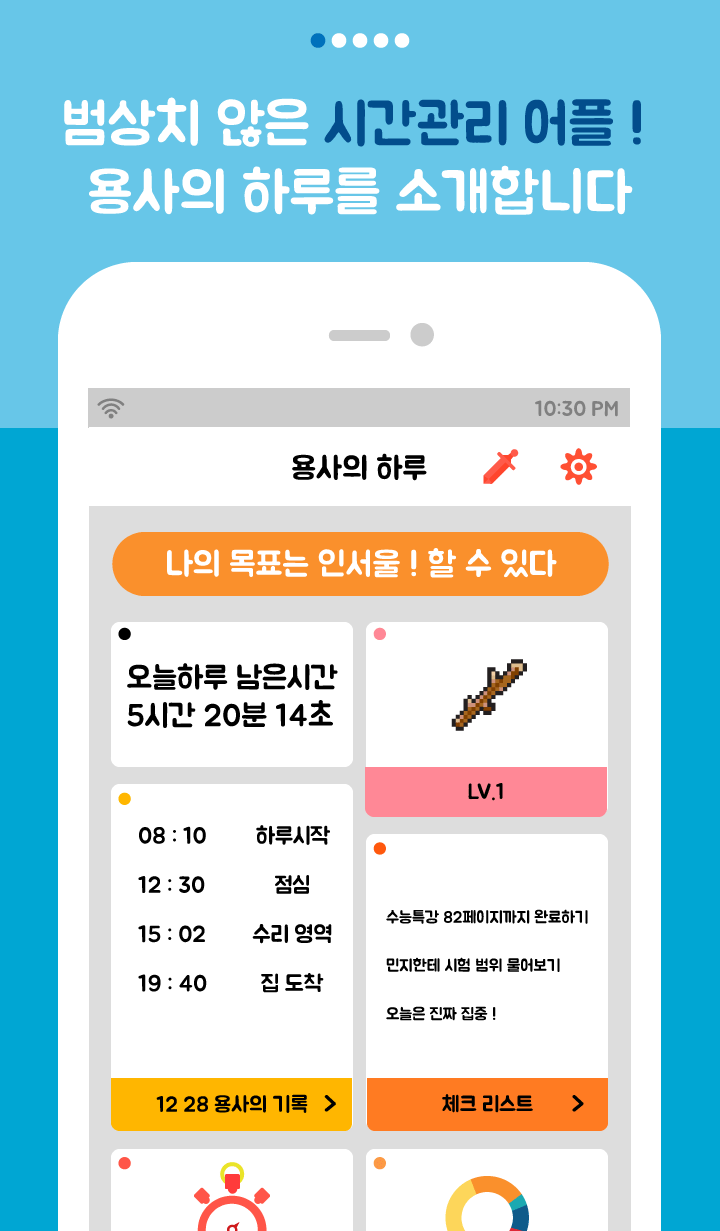 범상치 않은 시간관리 어플 !
용사의 하루를 소개합니다
10:30 PM
용사의 하루
나의 목표는 인서울 ! 할 수 있다
오늘하루 남은시간
5시간 20분 14초
LV.1
08 : 10 하루시작
12 : 30 점심
15 : 02 수리 영역
19 : 40 집 도착
12 28 용사의 기록 >
수능특강 82페이지까지 완료하기
민지한테 시험 범위 물어보기
오늘은 진짜 집중 !
체크 리스트 >